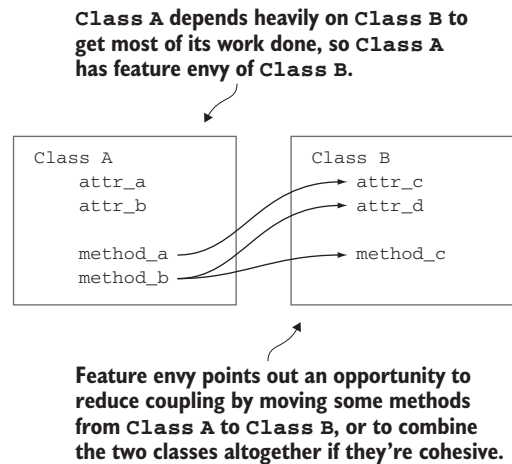 Class A depends heavily on Class B to
get most of its work done, so Class A
has feature envy of Class B.
Class A
attr_a
attr_b
method_a
method_b
Class B
attr_c
attr_d
method_c
Feature envy points out an opportunity to
reduce coupling by moving some methods
from Class A to Class B, or to combine
the two classes altogether if they're cohesive.